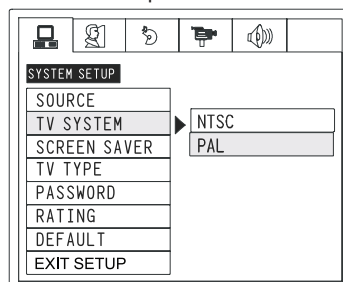 SYSTEM SETUP
SOURCE
TV SYSTEM
SCREEN SAVER
TV TYPE
PASSWORD
RATING
DEFAULT
EXIT SETUP
NTSC
PAL